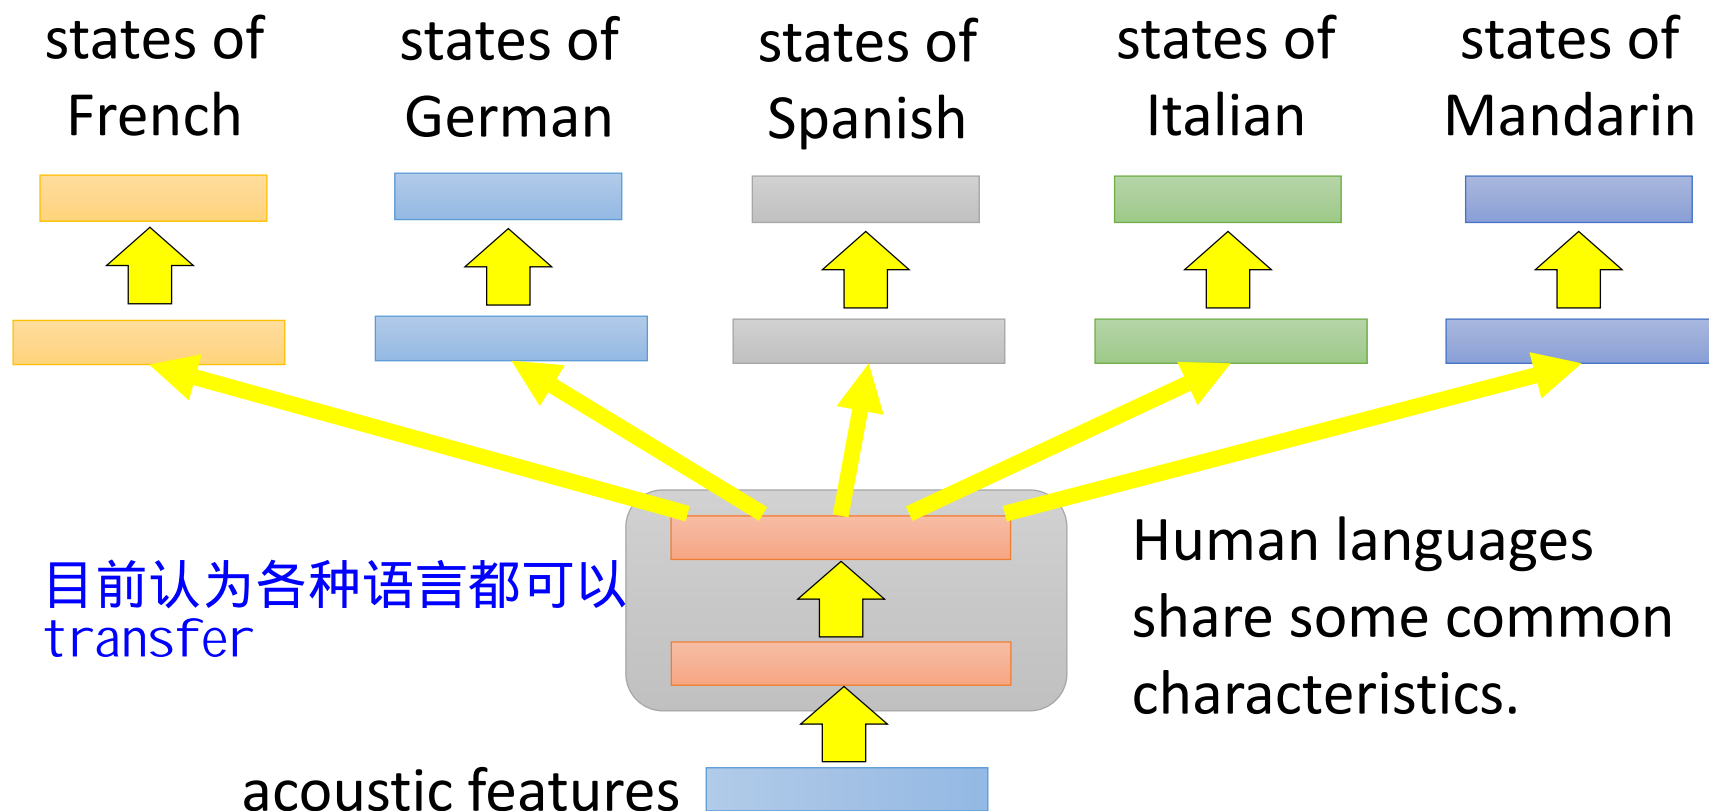 states of
French
states of
German
states of
Spanish
states of
Italian
states of
Mandarin
目前认为各种语言都可以
transfer
Human languages
share some common
characteristics.
acoustic features